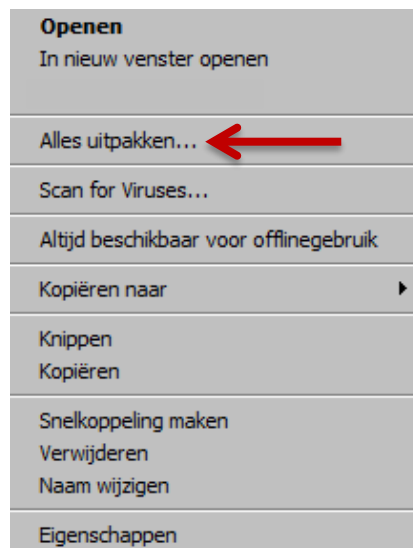 Openen
In nieuw venster openen
Alles uitpakken...
Scan for Viruses...
Altijd beschikbaar voor offlinegebruik
Kopiëren naar
Knippen
Kopiëren
Snelkoppeling maken
Verwijderen
Naam wijzigen
Eigenschappen